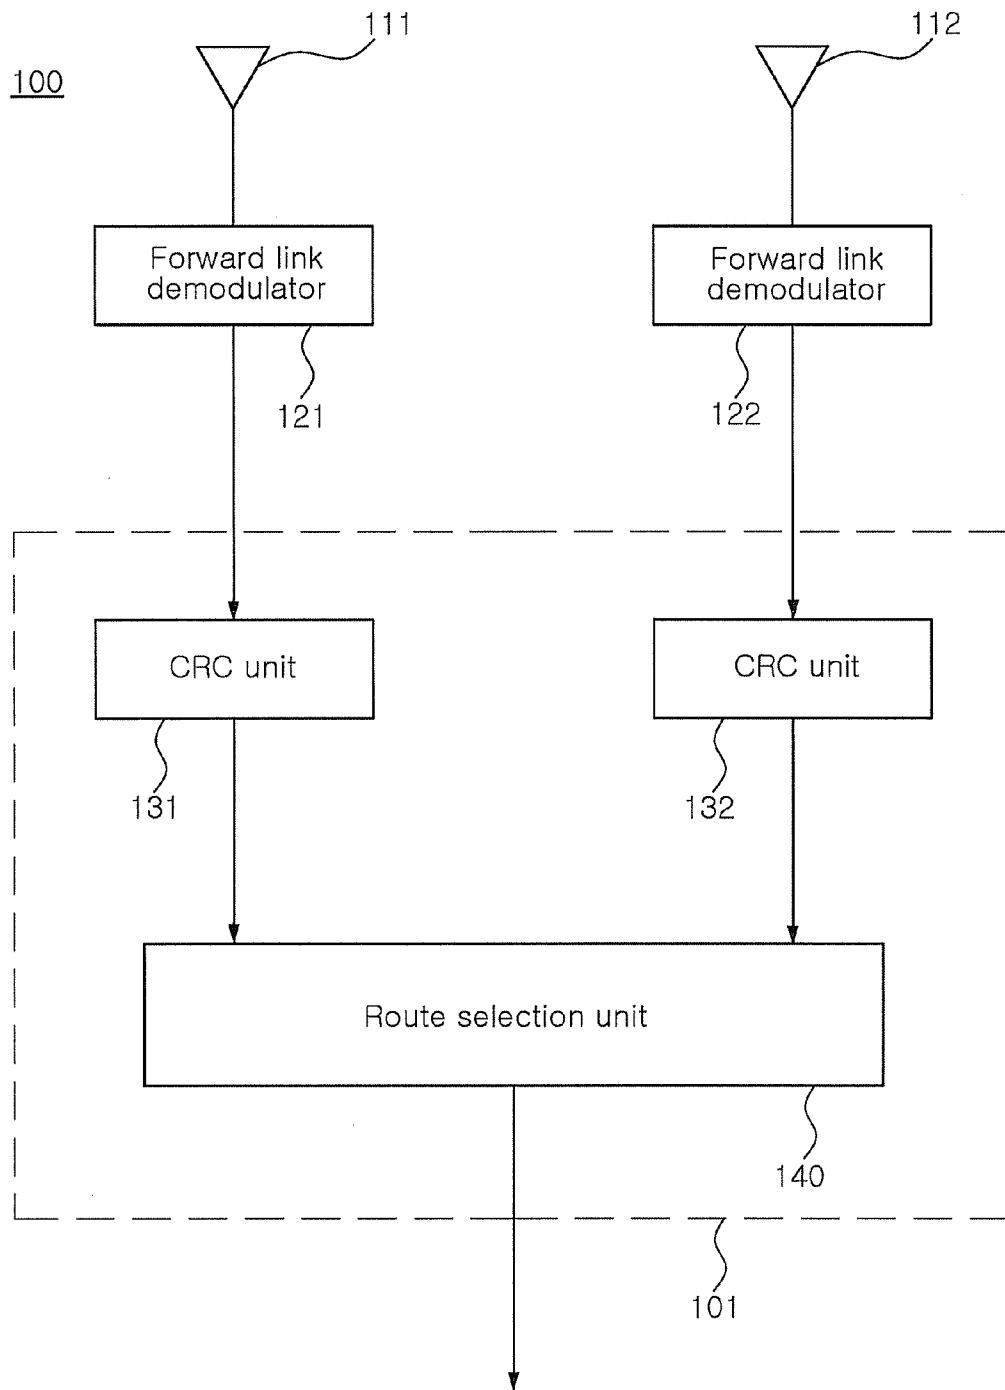 111
112
100
Forward link
demodulator
Forward link
demodulator
121
122
CRC unit
CRC unit
131
132
Route selection unit
140
101